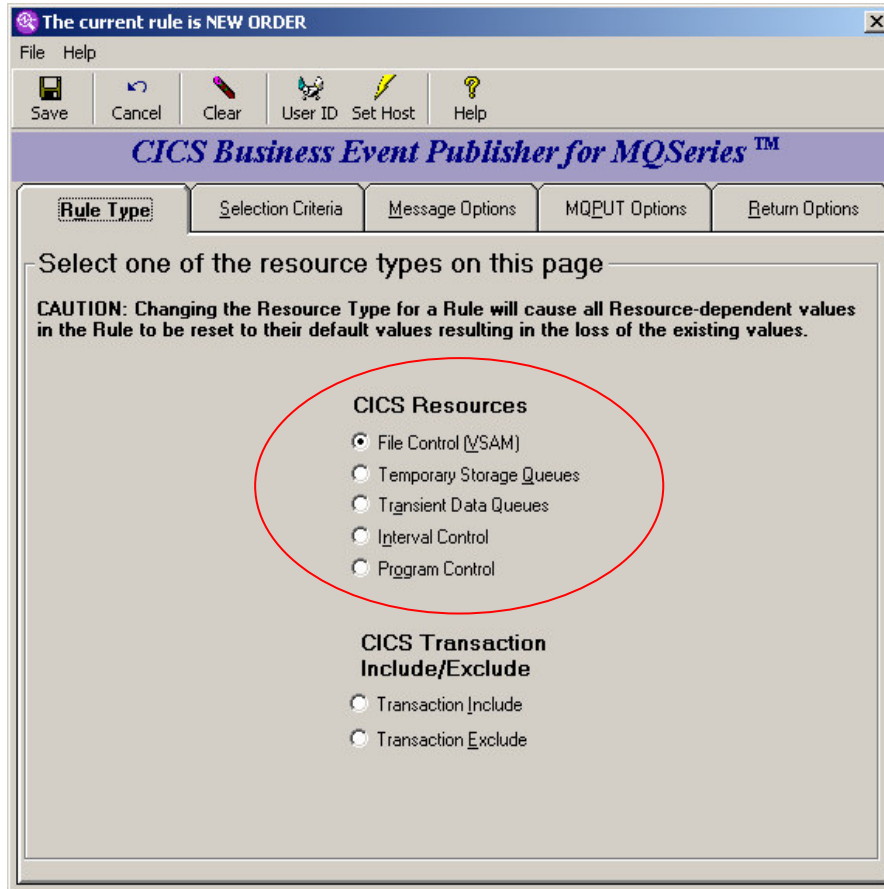 The current rule is NEW ORDER
File Help
Save Cancel Clear User ID Set Host Help
CICS Business Event Publisher for MQSeries ™
Rule Type Selection Criteria Message Options MQPUT Options Return Options
Select one of the resource types on this page
CAUTION: Changing the Resource Type for a Rule will cause all Resource-dependent values
in the Rule to be reset to their default values resulting in the loss of the existing values.
CICS Resources
File Control (VSAM)
Temporary Storage Queues
Transient Data Queues
Interval Control
Program Control
CICS Transaction
Include/Exclude
Transaction Include
Transaction Exclude